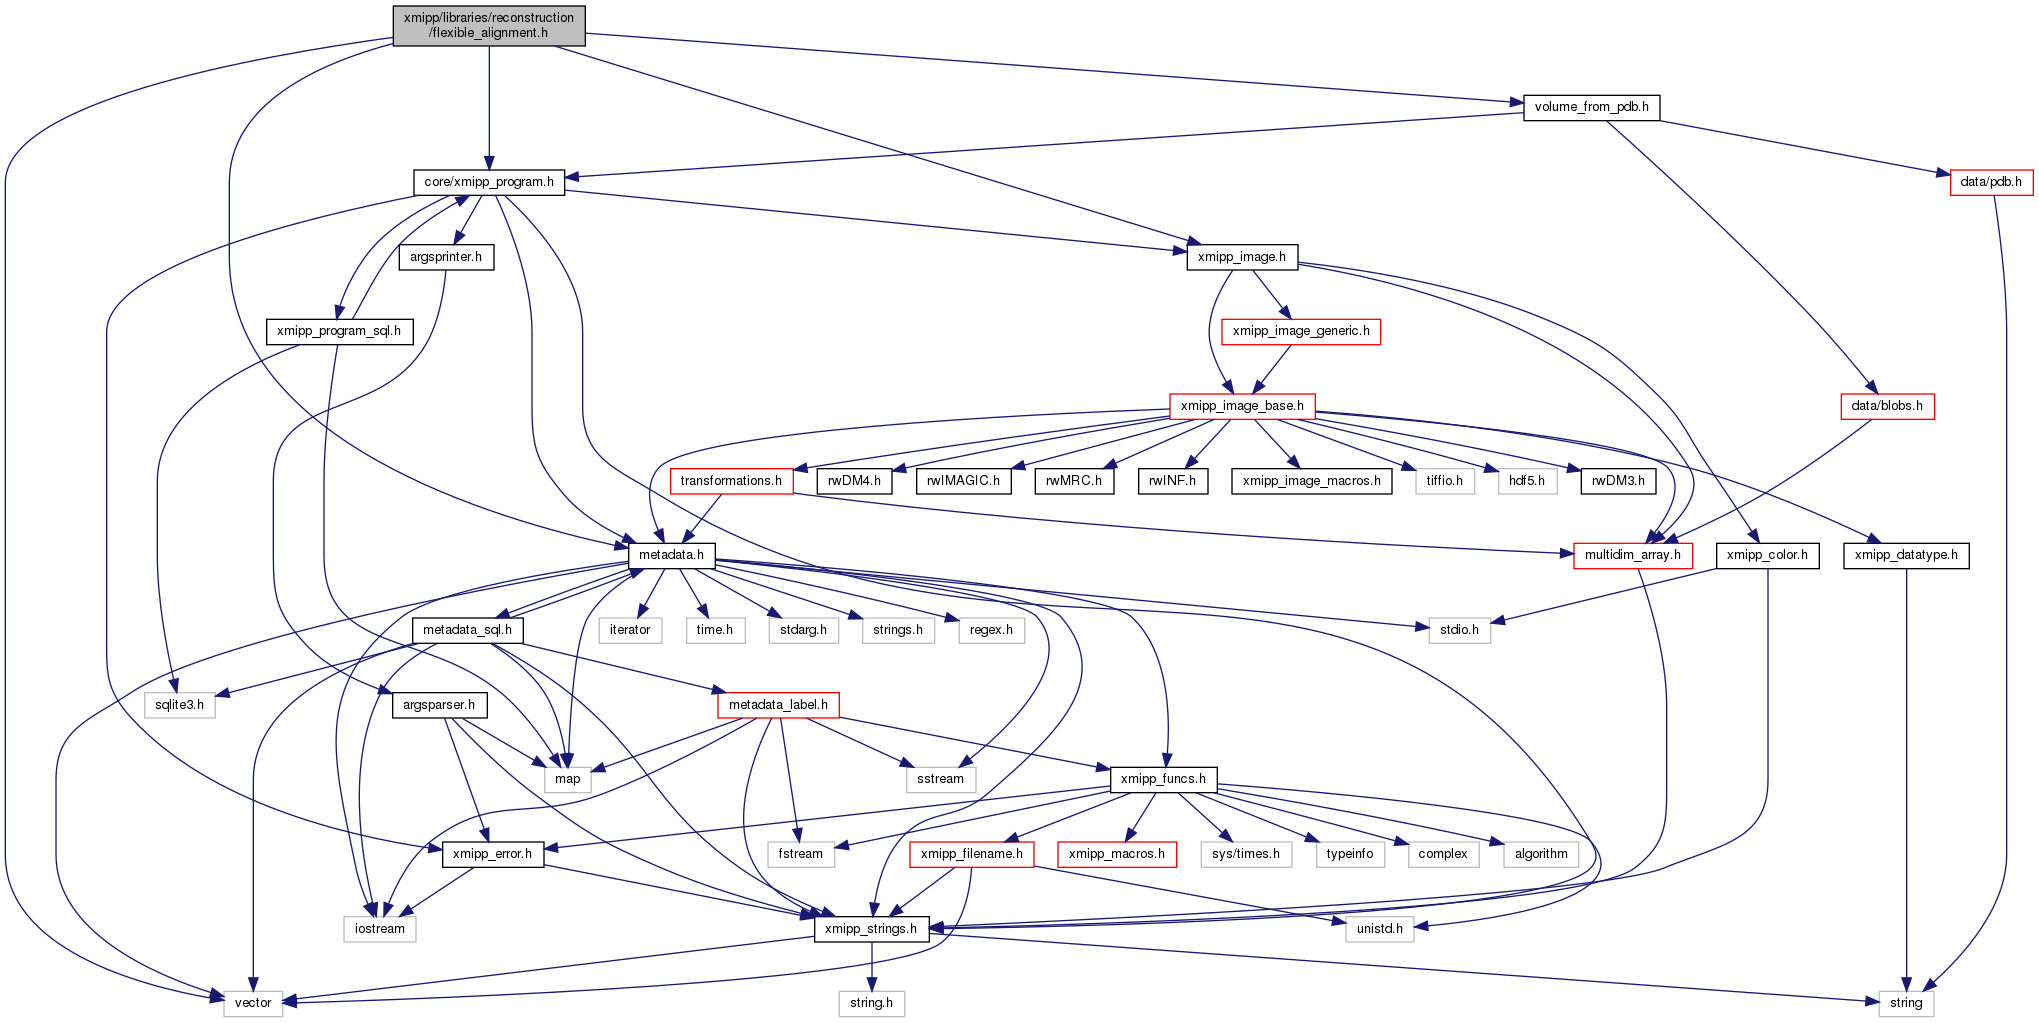 xmipp/libraries/reconstruction
/flexible_alignment.h
volume_from_pdb.h
core/xmipp_program.h
data/pdb.h
argsprinter.h
xmipp_image.h
xmipp_program_sql.h
xmipp_image_generic.h
xmipp_image_base.h
data/blobs.h
transformations.h
rwDM4.h
rwIMAGIC.h
rwMRC.h
rwINF.h
xmipp_image_macros.h
tiffio.h
hdf5.h
rwDM3.h
metadata.h
multidim_array.h
xmipp_color.h
xmipp_datatype.h
metadata_sql.h
iterator
time.h
stdarg.h
strings.h
regex.h
stdio.h
sqlite3.h
argsparser.h
metadata_label.h
map
sstream
xmipp_funcs.h
xmipp_error.h
fstream
xmipp_filename.h
xmipp_macros.h
sys/times.h
typeinfo
complex
algorithm
iostream
xmipp_strings.h
unistd.h
vector
string.h
string